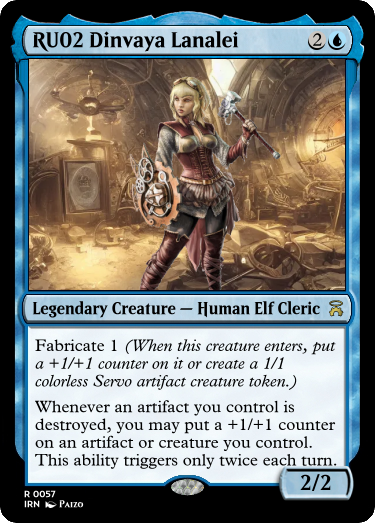 RU02 Dinvaya Lanalei 2
Legendary Creature — Human Elf Cleric
Fabricate 1 (When this creature enters, put
a +1/+1 counter on it or create a 1/1
colorless Servo artifact creature token.)
Whenever an artifact you control is
destroyed, you may put a +1/+1 counter
on an artifact or creature you control.
This ability triggers only twice each turn.
2/2
R 0057
IRN Paizo